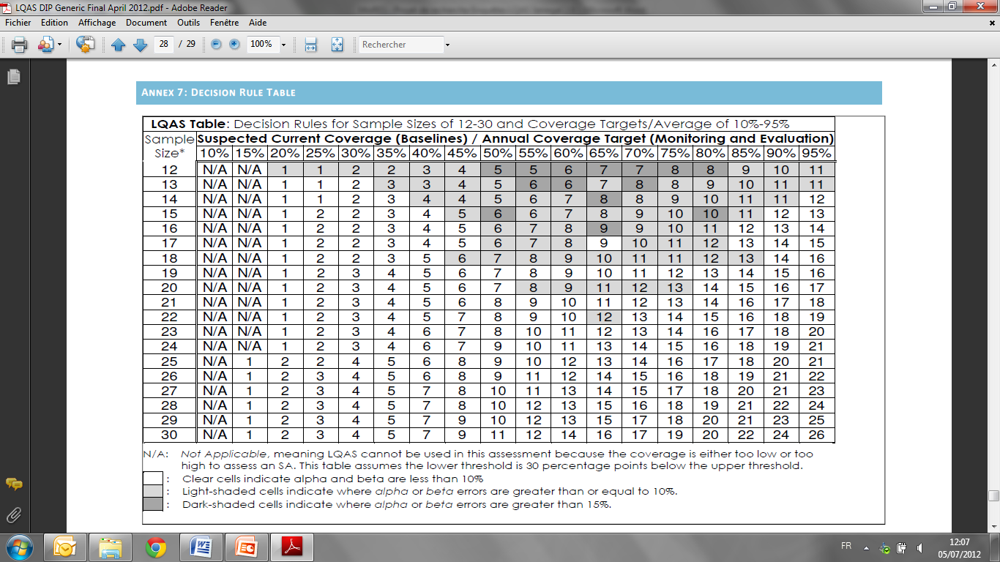 LQAS DIP Generic Final April 2012.pdf - Adobe Reader
Fichier Edition Affichage Document Outils Fenêtre Aide
28 / 29 100% Rechercher
ANNEX 7: DECISION RULE TABLE
LQAS Table: Decision Rules for Sample Sizes of 12-30 and Coverage Targets/Average of 10%-95%
Sample Size* Suspected Current Coverage (Baselines) / Annual Coverage Target (Monitoring and Evaluation)
10% 15% 20% 25% 30% 35% 40% 45% 50% 55% 60% 65% 70% 75% 80% 85% 90% 95%
12 N/A N/A 1 1 2 2 3 4 5 5 6 7 7 8 8 9 10 11
13 N/A N/A 1 1 2 3 3 4 5 6 6 7 8 8 9 10 11 11
14 N/A N/A 1 1 2 3 4 4 5 6 7 8 8 9 10 11 11 12
15 N/A N/A 1 2 2 3 4 5 6 6 7 8 9 10 10 11 12 13
16 N/A N/A 1 2 2 3 4 5 6 7 8 9 9 10 11 12 13 14
17 N/A N/A 1 2 2 3 4 5 6 7 8 9 10 11 12 13 14 15
18 N/A N/A 1 2 2 3 5 6 7 8 9 10 11 11 12 13 14 16
19 N/A N/A 1 2 3 4 5 6 7 8 9 10 11 12 13 14 15 16
20 N/A N/A 1 2 3 4 5 6 7 8 9 11 12 13 14 15 16 17
21 N/A N/A 1 2 3 4 5 6 8 9 10 11 12 13 14 16 17 18
22 N/A N/A 1 2 3 4 5 7 8 9 10 12 13 14 15 16 18 19
23 N/A N/A 1 2 3 4 6 7 8 10 11 12 13 14 16 17 18 20
24 N/A N/A 1 2 3 4 6 7 9 10 11 13 14 15 16 18 19 21
25 N/A 1 2 2 4 5 6 8 9 10 12 13 14 16 17 18 20 21
26 N/A 1 2 3 4 5 6 8 9 11 12 14 15 16 18 19 21 22
27 N/A 1 2 3 4 5 7 8 10 11 13 14 15 17 18 20 21 23
28 N/A 1 2 3 4 5 7 8 10 12 13 15 16 18 19 21 22 24
29 N/A 1 2 3 4 5 7 9 10 12 13 15 17 18 20 21 23 25
30 N/A 1 2 3 4 5 7 9 11 12 14 16 17 19 20 22 24 26
N/A: Not Applicable, meaning LQAS cannot be used in this assessment because the coverage is either too low or too
high to assess an SA. This table assumes the lower threshold is 30 percentage points below the upper threshold.
: Clear cells indicate alpha and beta are less than 10%
: Light-shaded cells indicate where alpha or beta errors are greater than or equal to 10%.
: Dark-shaded cells indicate where alpha or beta errors are greater than 15%.
FR 12:07
05/07/2012